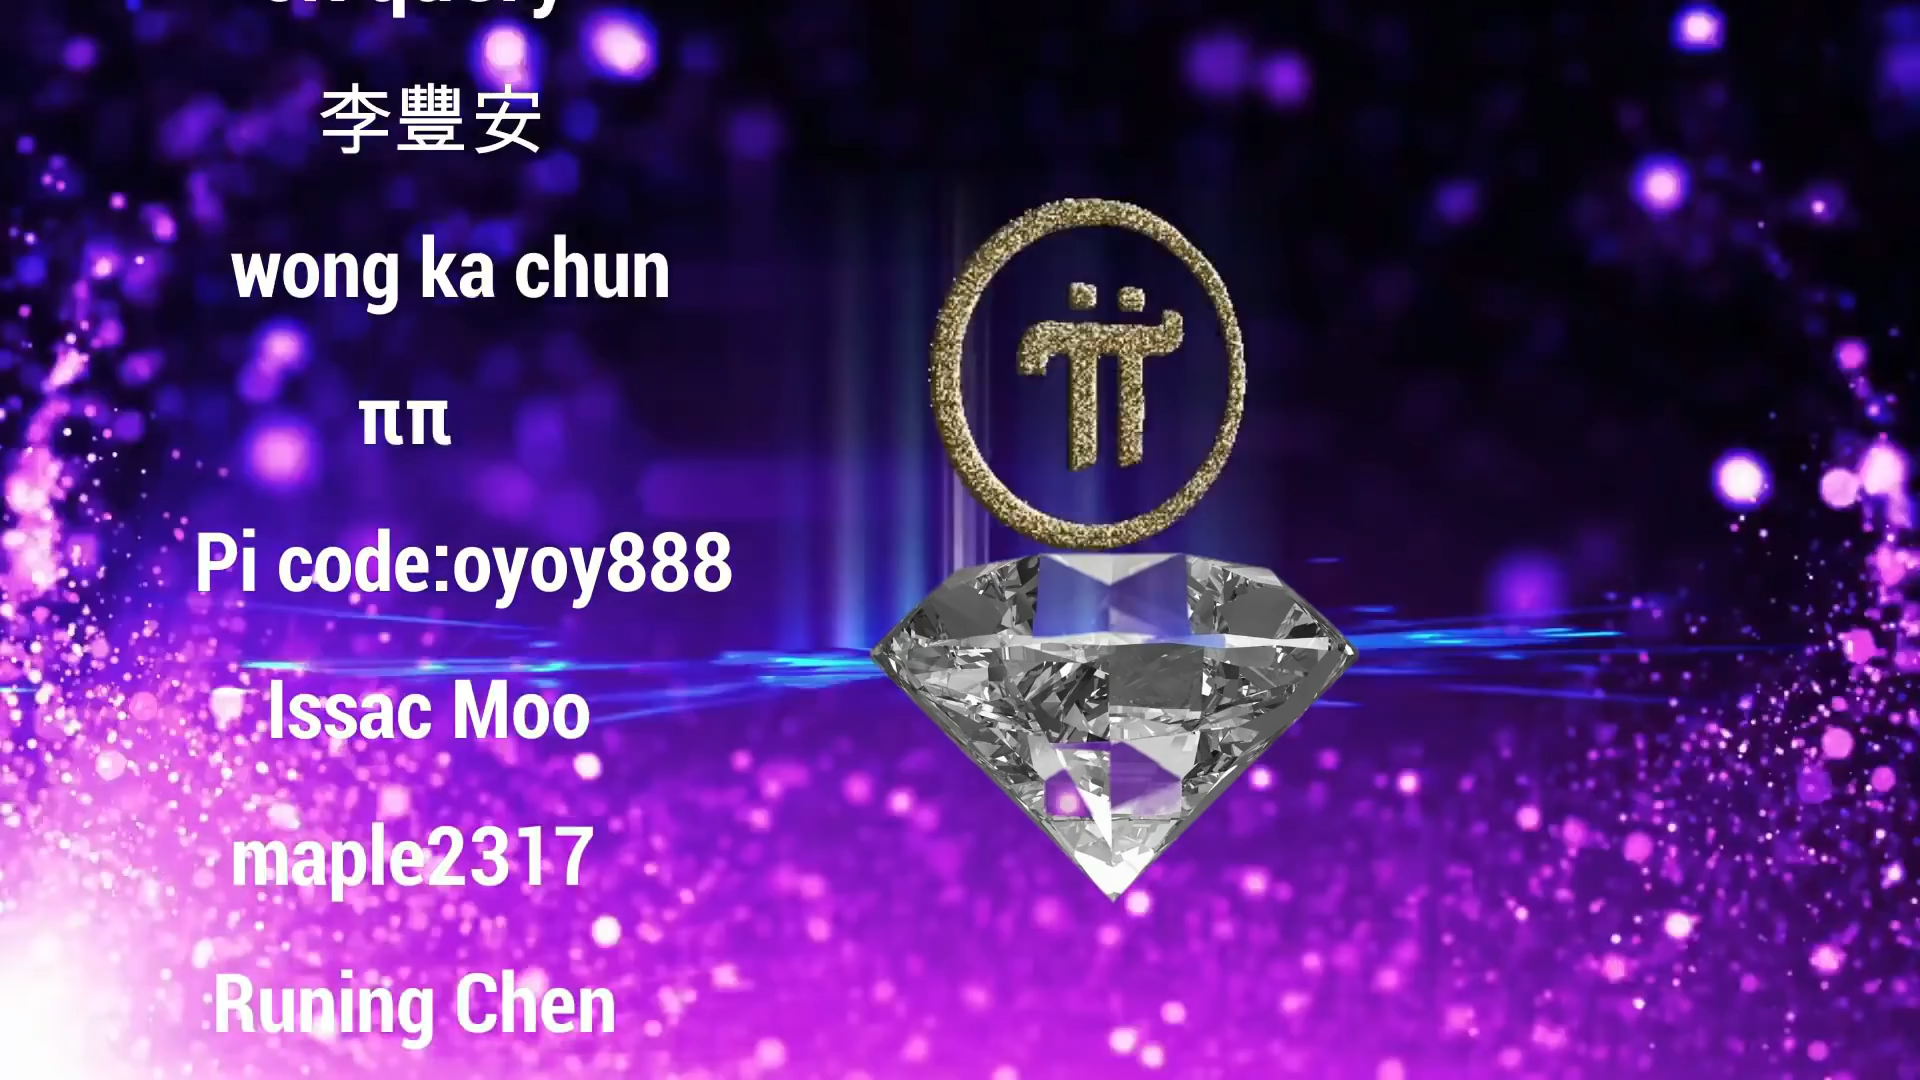 李豐安
wong ka chun
ππ
Pi code:oyoy888
Issac Moo
maple2317
Runing Chen